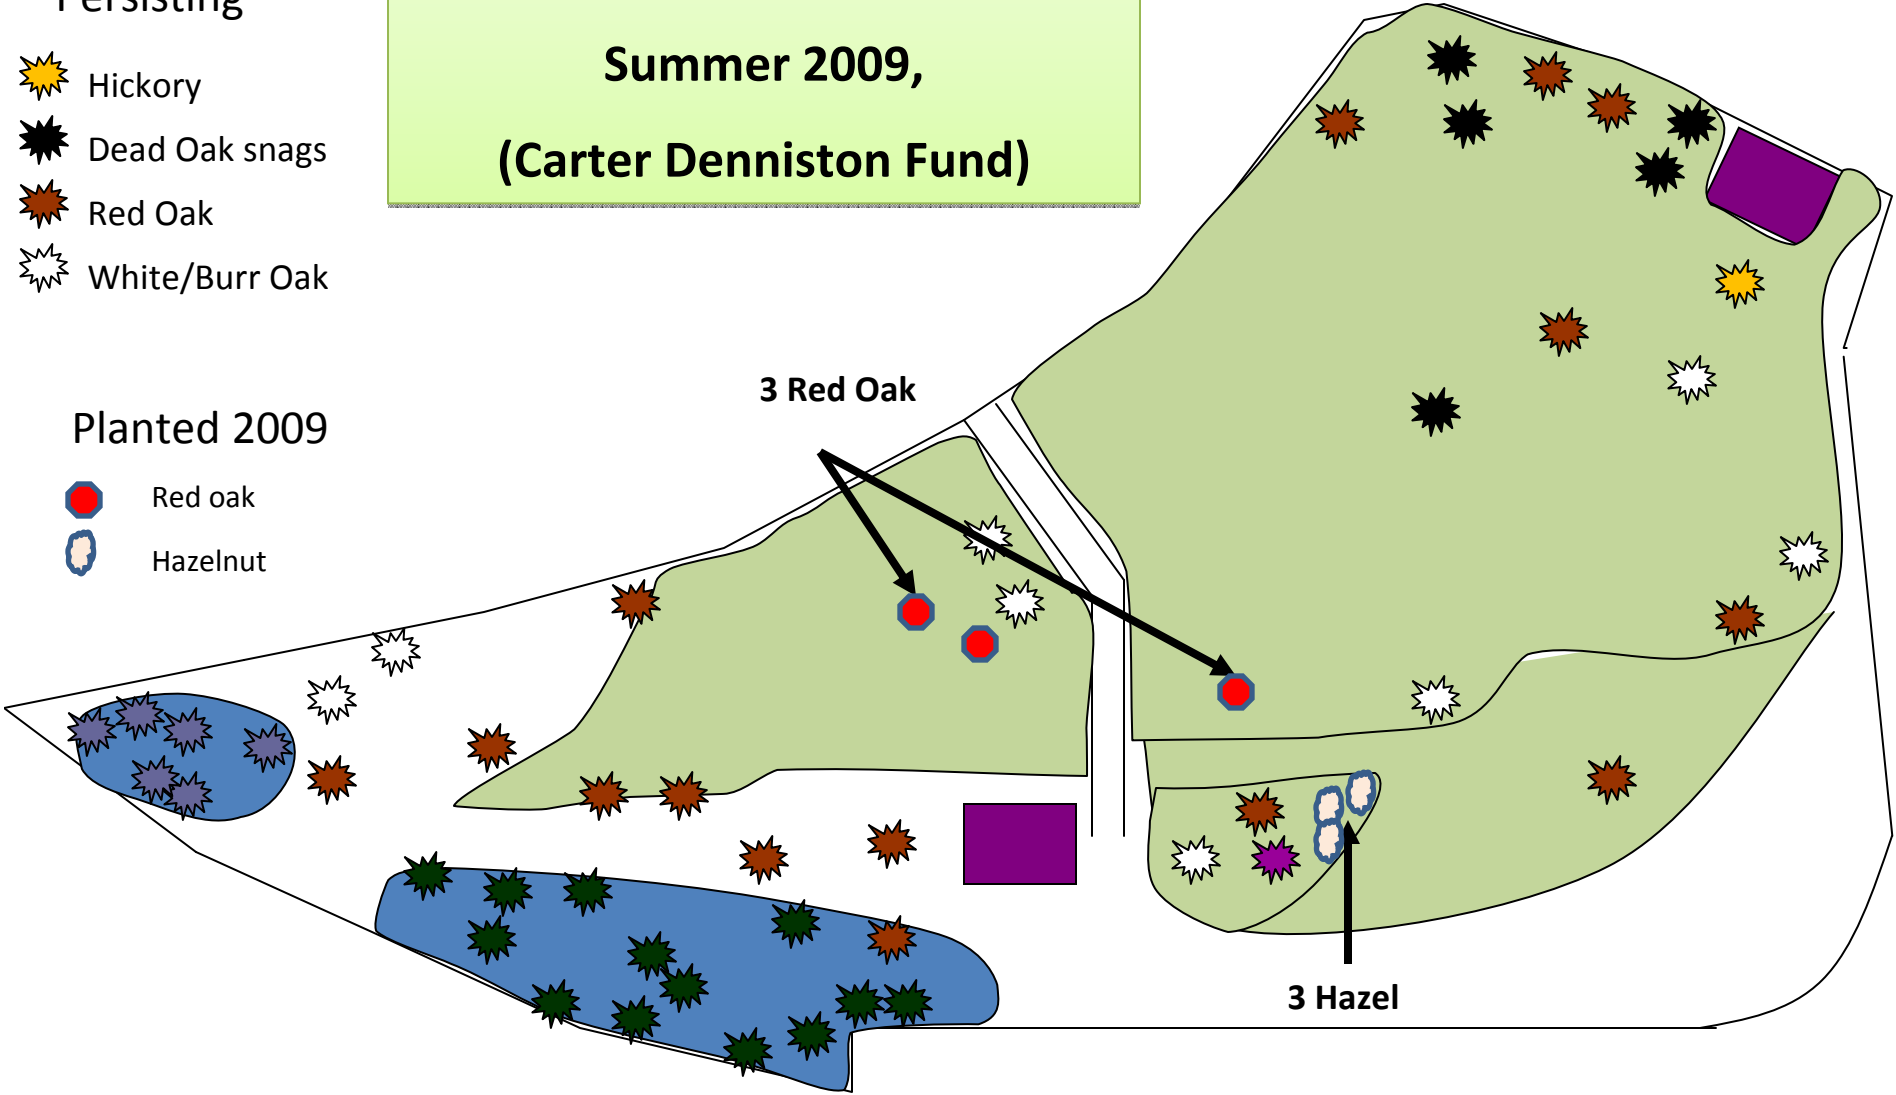 Persisting
Hickory
Dead Oak snags
Red Oak
White/Burr Oak
Summer 2009,
(Carter Denniston Fund)
3 Red Oak
Planted 2009
Red oak
Hazelnut
3 Hazel